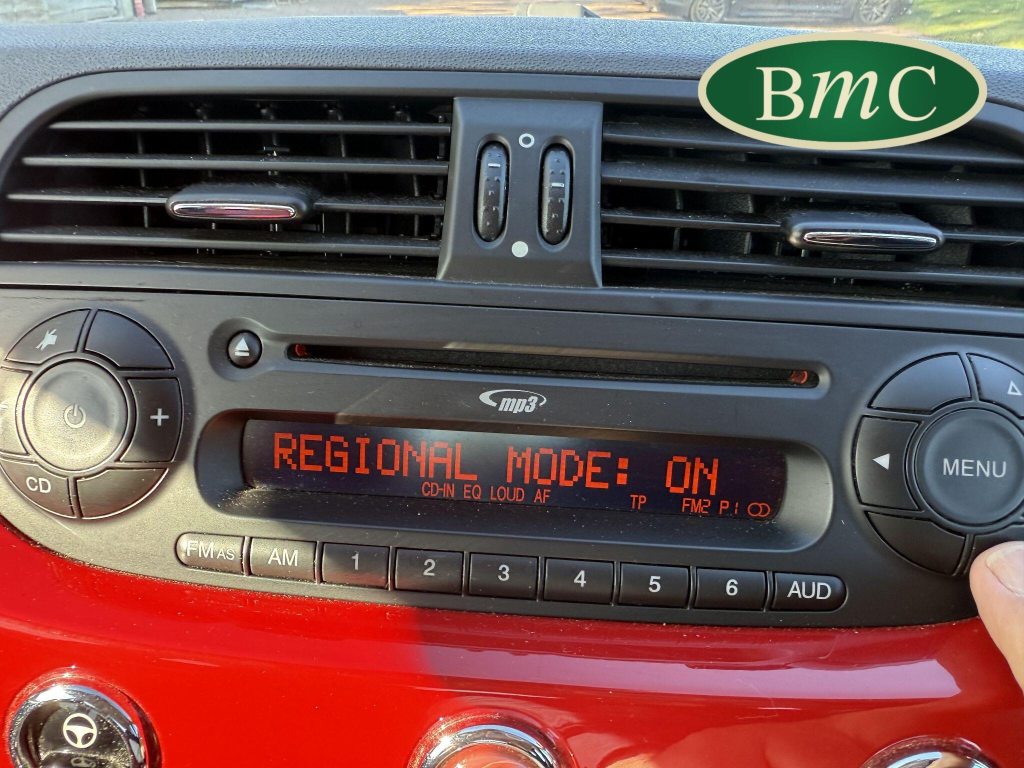 BmC
mp3
REGIONAL MODE: ON
CD-IN EQ LOUD AF TP FM2 P.1
CD
MENU
+
FM AS AM 1 2 3 4 5 6 AUD